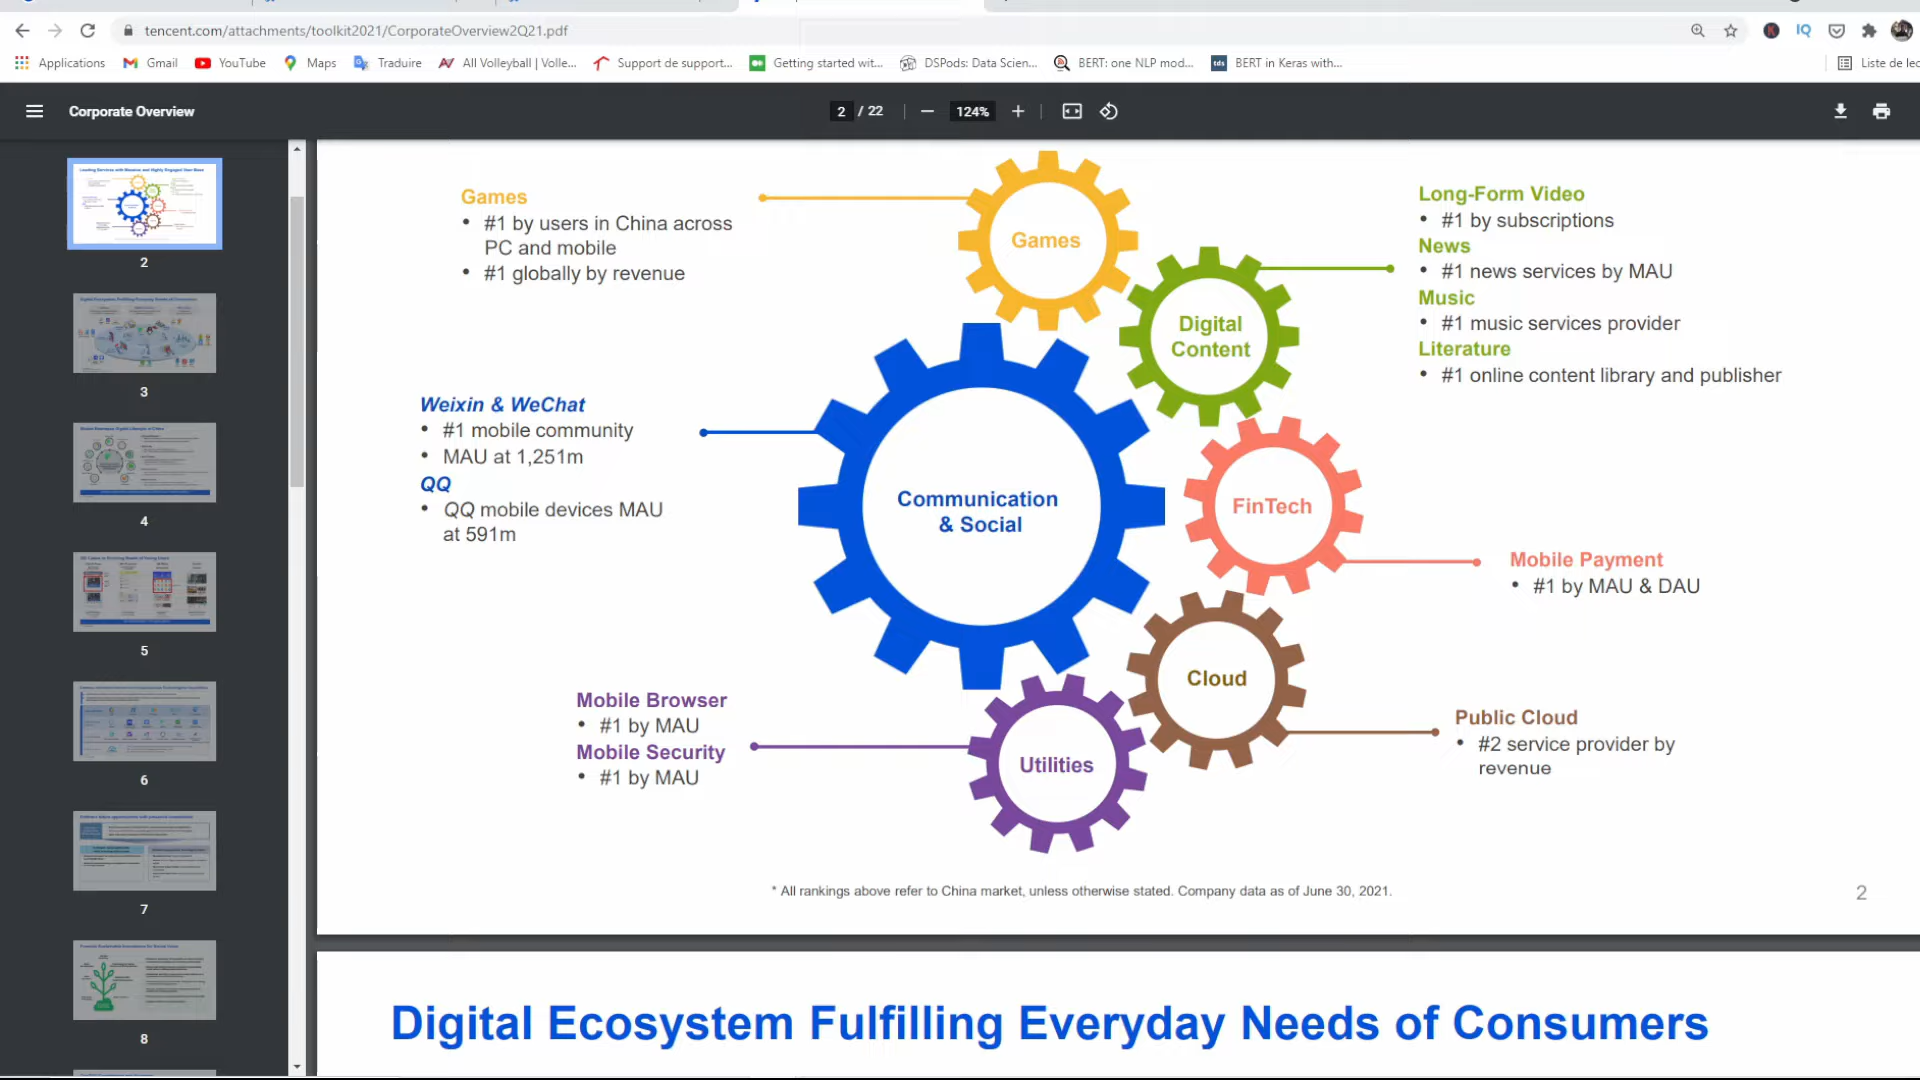 tencent.com/attachments/toolkit2021/CorporateOverview2Q21.pdf
Applications
Gmail
YouTube
Maps
Traduire
All Volleyball | Volle...
Support de support...
Getting started wit...
DSPods: Data Scien...
BERT: one NLP mod...
BERT in Keras with...
Liste de lec
Corporate Overview
2 / 22
124%
2
3
4
5
6
7
8
Games
• #1 by users in China across
PC and mobile
• #1 globally by revenue
Games
Long-Form Video
• #1 by subscriptions
News
• #1 news services by MAU
Music
• #1 music services provider
Literature
• #1 online content library and publisher
Digital
Content
Weixin & WeChat
• #1 mobile community
• MAU at 1,251m
QQ
• QQ mobile devices MAU
at 591m
Communication
& Social
FinTech
Mobile Payment
• #1 by MAU & DAU
Cloud
Public Cloud
• #2 service provider by
revenue
Mobile Browser
• #1 by MAU
Mobile Security
• #1 by MAU
Utilities
* All rankings above refer to China market, unless otherwise stated. Company data as of June 30, 2021.
2
Digital Ecosystem Fulfilling Everyday Needs of Consumers